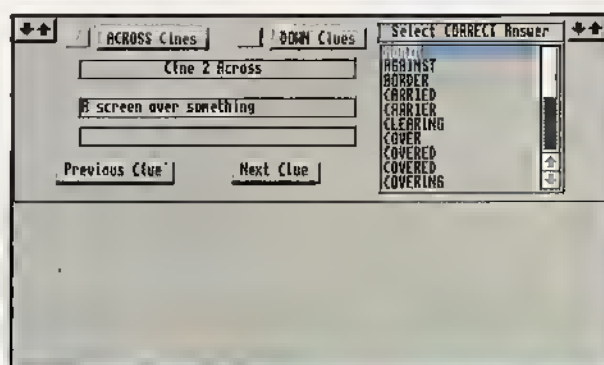 ACROSS Clues
DOWN Clues
Select CORRECT Answer
Clue 2 Across
A screen over something
Previous Clue
Next Clue
AGAINST
BORDER
CARRIED
CARRIER
CLEARING
COVER
COVERED
COVERED
COVERING